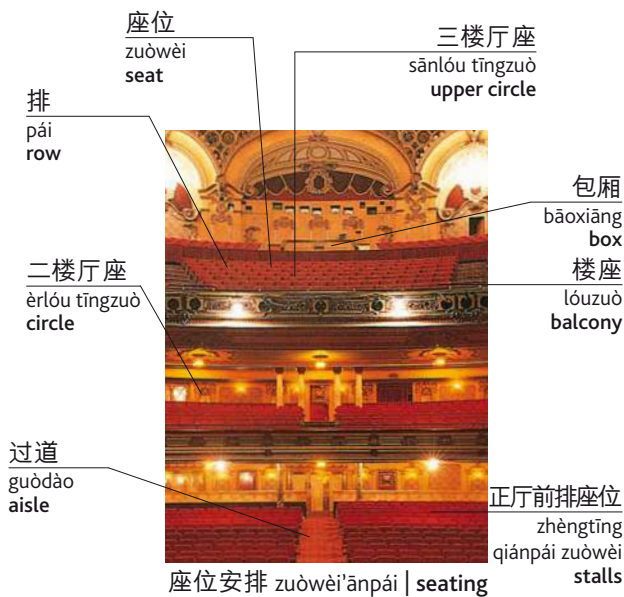 座位
zuòwèi
seat
三楼厅座
sānlóu tīngzuò
upper circle
排
pái
row
包厢
bāoxiāng
box
二楼厅座
èrlóu tīngzuò
circle
楼座
lóuzuò
balcony
过道
guòdào
aisle
正厅前排座位
zhèngtīng
qiánpái zuòwèi
stalls
座位安排 zuòwèi’ānpái | seating